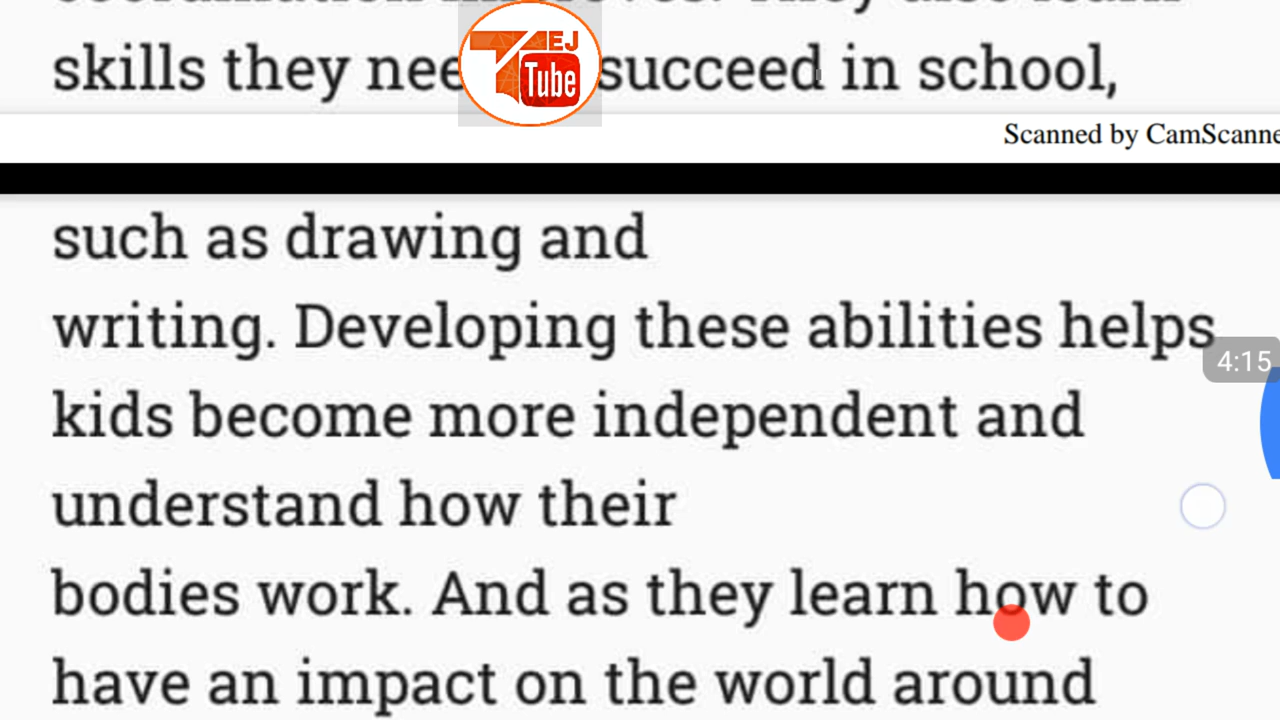 skills they succeed in school,
EJ
Tube
Scanned by CamScanne
such as drawing and
writing. Developing these abilities helps
4:15
kids become more independent and
understand how their
bodies work. And as they learn how to
have an impact on the world around